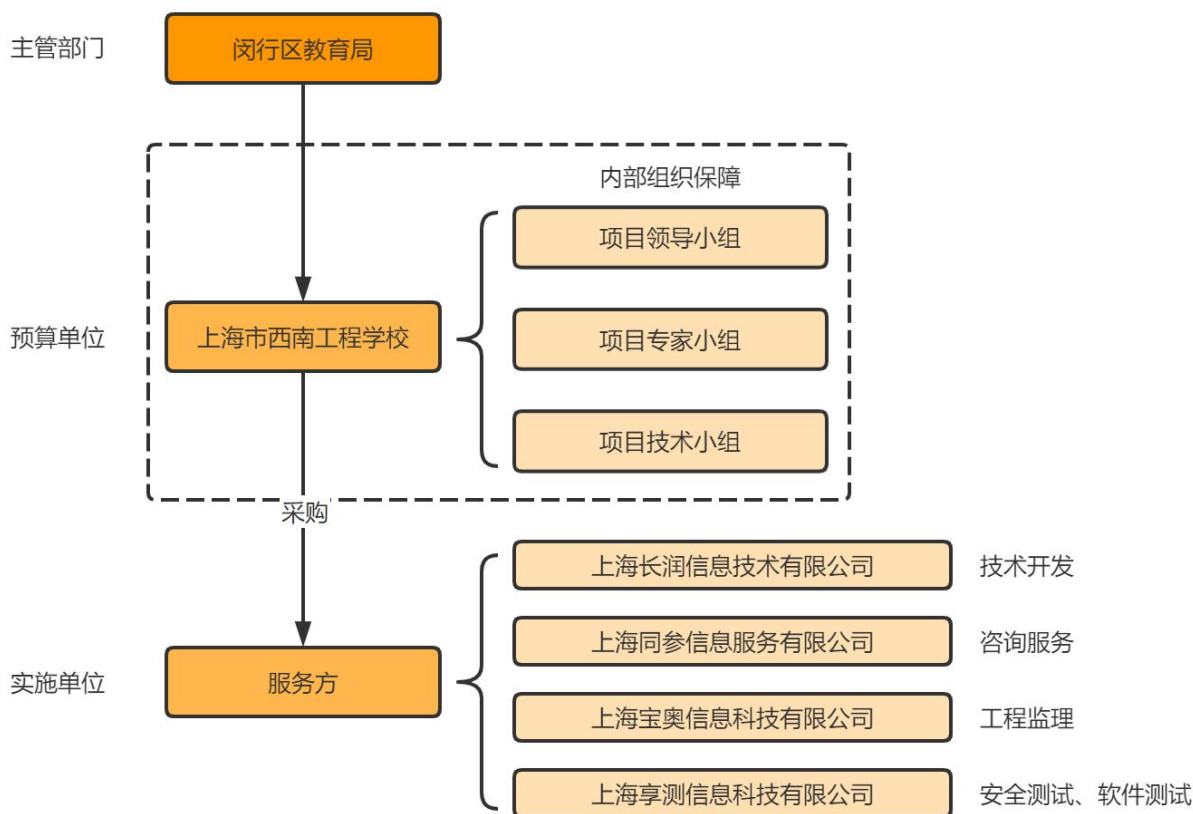 主管部门
闵行区教育局
内部组织保障
项目领导小组
预算单位
上海市西南工程学校
项目专家小组
项目技术小组
采购
上海长润信息技术有限公司
技术开发
上海同参信息服务有限公司
咨询服务
实施单位
服务方
上海宝奥信息科技有限公司
工程监理
上海享测信息科技有限公司
安全测试、软件测试